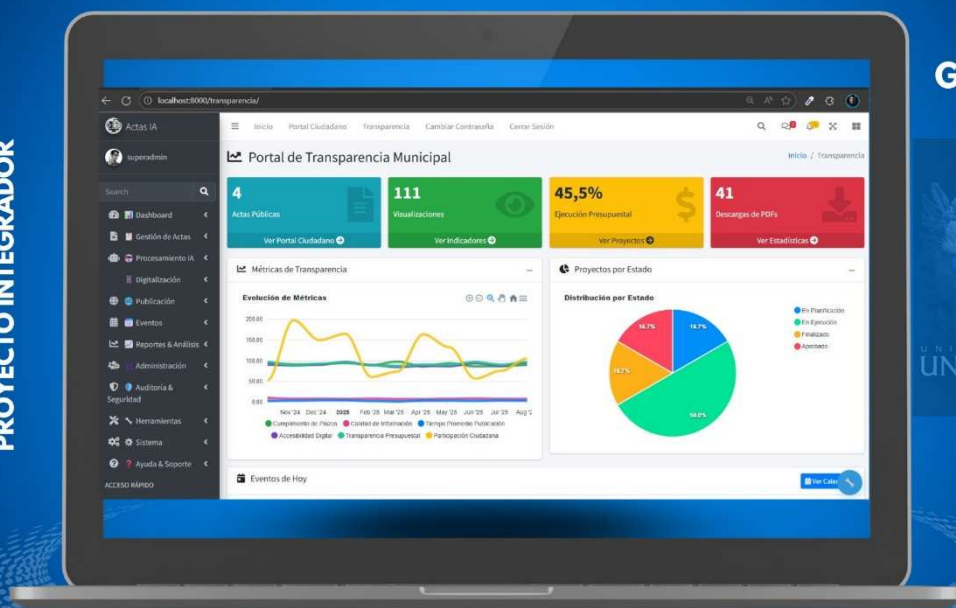 PROYECTO INTEGRADOR
G
localhost:8000/transparencia/
Actas IA
Inicio Portal Ciudadano Transparencia Cambiar Contraseña Cerrar Sesión
superadmin
Portal de Transparencia Municipal
Inicio / Transparencia
Search
Dashboard
Gestión de Actas
Procesamiento IA
Digitalización
Publicación
Eventos
Reportes & Análisis
Administración
Auditoría &
Seguridad
Herramientas
Sistema
Ayuda & Soporte
ACCESO RÁPIDO
4
Actas Públicas
Ver Portal Ciudadano
111
Visualizaciones
Ver Indicadores
45,5%
Ejecución Presupuestal
Ver Proyectos
41
Descargas de PDFs
Ver Estadísticas
Métricas de Transparencia
Evolución de Métricas
200.00
150.00
100.00
50.00
0.00
Nov '24 Dec '24 2025 Feb '25 Mar '25 Apr '25 May '25 Jun '25 Jul '25 Aug '2
Cumplimiento de Plazos Calidad de Información Tiempo Promedio Publicación
Accesibilidad Digital Transparencia Presupuestal Participación Ciudadana
Proyectos por Estado
Distribución por Estado
16.7% 16.7%
16.7%
50.0%
En Planificación
En Ejecución
Finalizado
Aprobado
Eventos de Hoy
Ver Calen
UNI
UN